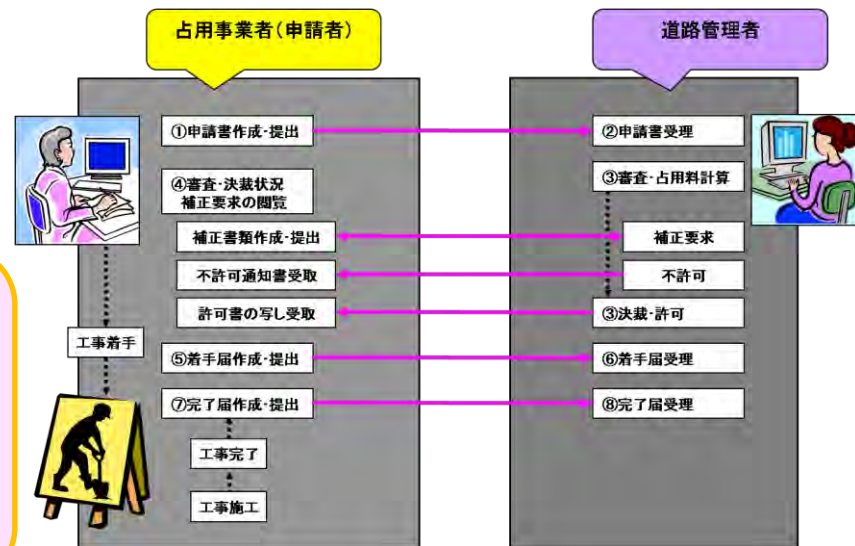 占用事業者(申請者)
道路管理者
①申請書作成・提出
②申請書受理
④審査・決裁状況
補正要求の閲覧
③審査・占用料計算
補正書類作成・提出
補正要求
不許可通知書受取
不許可
許可書の写し受取
③決裁・許可
工事着手
⑤着手届作成・提出
⑥着手届受理
⑦完了届作成・提出
⑧完了届受理
工事完了
工事施工